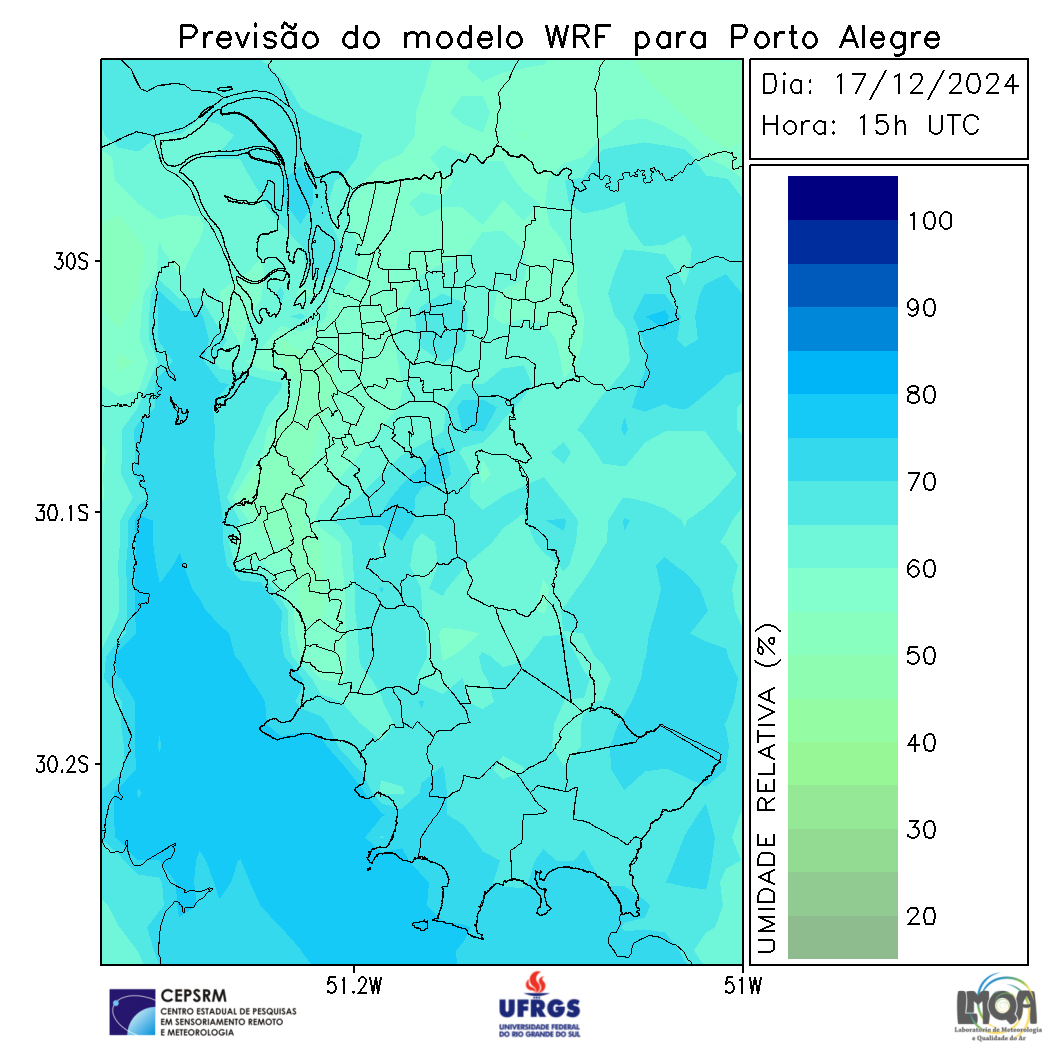 Previsão do modelo WRF para Porto Alegre
Dia: 17/12/2024
Hora: 15h UTC
30S
30.1S
30.2S
51.2W
51W
UMIDADE RELATIVA (%)
100
90
80
70
60
50
40
30
20
CEPSRM
CENTRO ESTADUAL DE PESQUISAS
EM SENSORIAMENTO REMOTO
E METEOROLOGIA
UFRGS
UNIVERSIDADE FEDERAL
DO RIO GRANDE DO SUL
LMQA
Laboratório de Meteorologia
e Qualidade do Ar